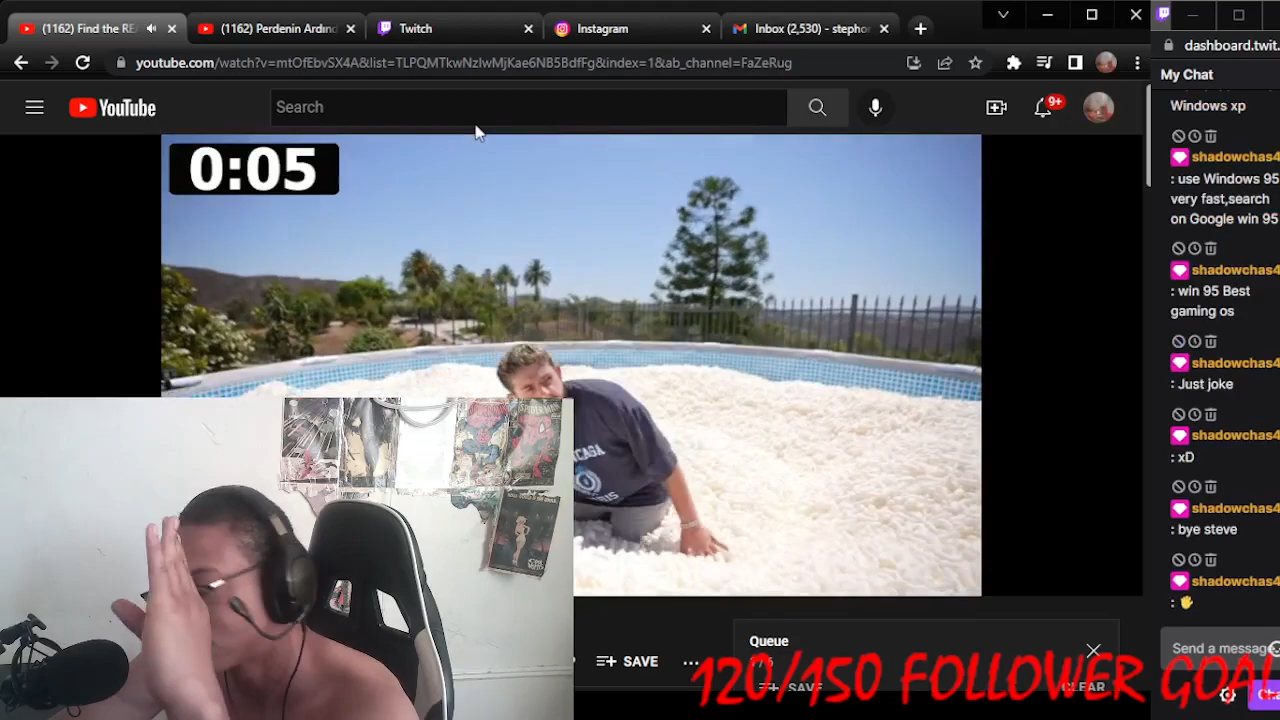 (1162) Find the RE
(1162) Perdenin Ardınd
Twitch
Instagram
Inbox (2,530) - stephor
youtube.com/watch?v=mtOfEbvSX4A&list=TLPQMTkwNzIwMjKae6NB5BdfFg&index=1&ab_channel=FaZeRug
dashboard.twit
YouTube
Search
9+
My Chat
0:05
Windows xp
shadowchas4
: use Windows 95
very fast,search
on Google win 95
shadowchas4
: win 95 Best
gaming os
shadowchas4
: Just joke
shadowchas4
: xD
shadowchas4
: bye steve
shadowchas4
: 🖐
Send a message
Queue
SAVE
SAVE
CLEAR
120/150 FOLLOWER GOAL